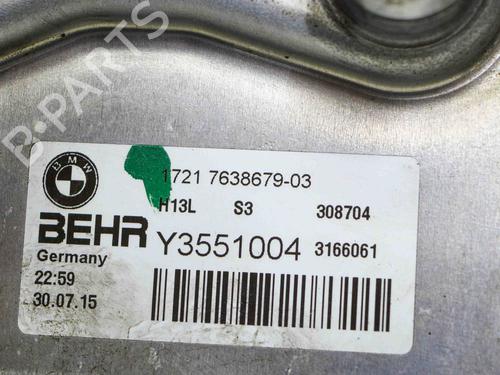 B-PARTS
BMW
1721 7638679-03
H13L S3 308704
BEHR Y3551004 3166061
Germany
22:59
30.07.15